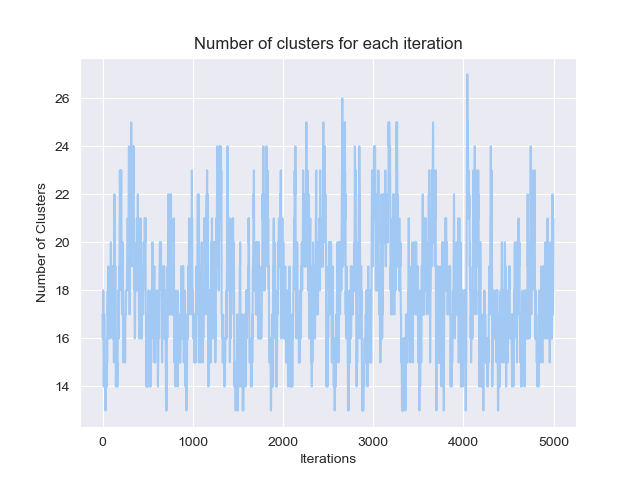 Number of clusters for each iteration
26
24
22
20
18
16
14
Number of Clusters
0 1000 2000 3000 4000 5000
Iterations